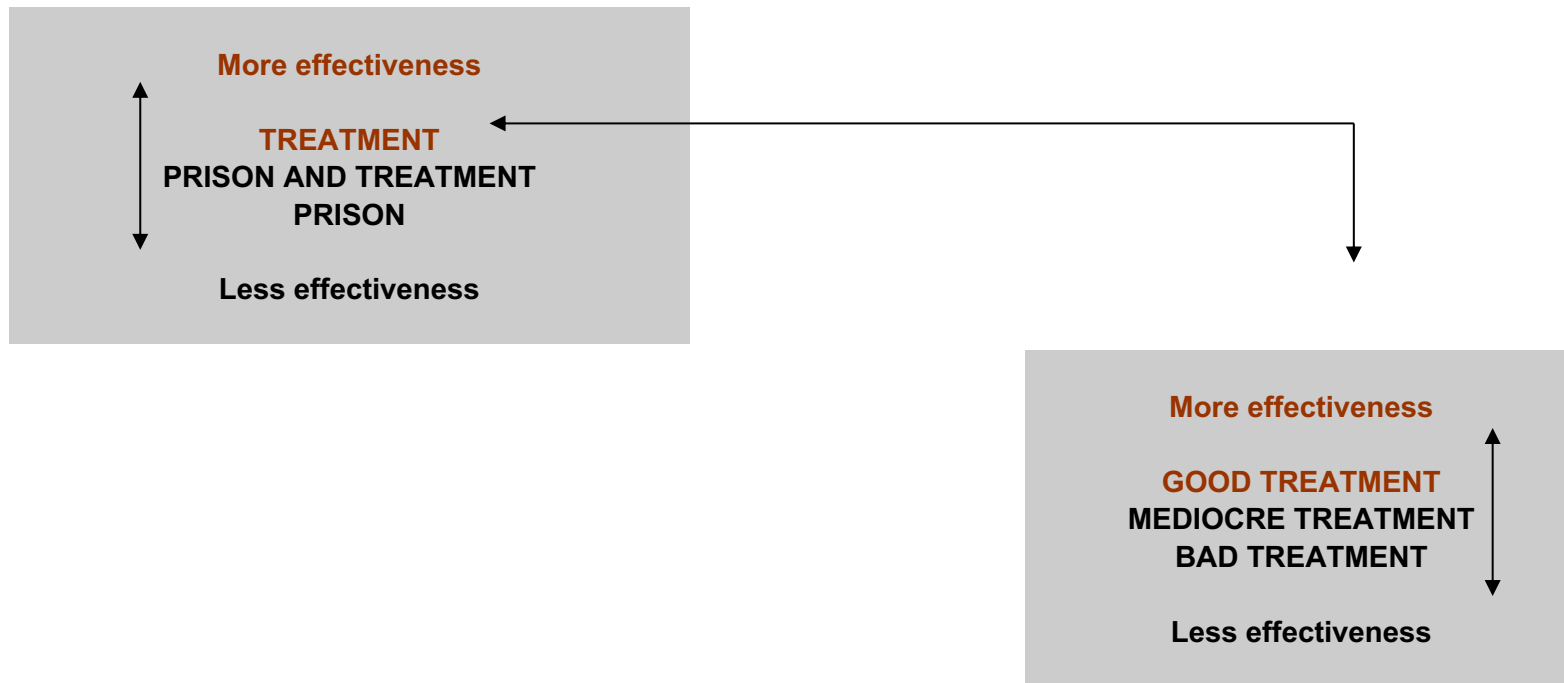 More effectiveness
TREATMENT
PRISON AND TREATMENT
PRISON
Less effectiveness
More effectiveness
GOOD TREATMENT
MEDIOCRE TREATMENT
BAD TREATMENT
Less effectiveness